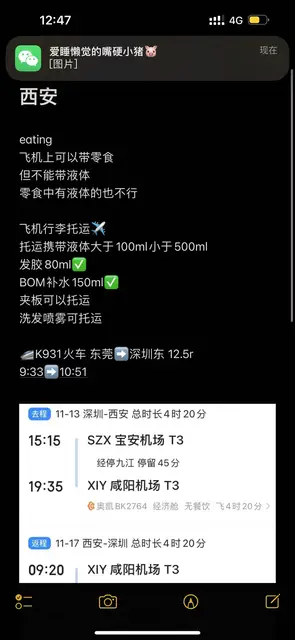 12:47
4G
爱睡懒觉的嘴硬小猪🐷
现在
[图片]
西安
eating
飞机上可以带零食
但不能带液体
零食中有液体的也不行
飞机行李托运✈️
托运携带液体大于100ml小于500ml
发胶80ml✅
BOM补水150ml✅
夹板可以托运
洗发喷雾可托运
🚄K931火车 东莞➡️深圳东 12.5r
9:33➡️10:51
去程 11-13 深圳-西安 总时长4时20分
15:15 SZX 宝安机场 T3
经停九江 停留45分
19:35 XIY 咸阳机场 T3
奥凯BK2764 经济舱 无餐饮 飞4时20分 >
返程 11-17 西安-深圳 总时长4时20分
09:20 XIY 咸阳机场 T3